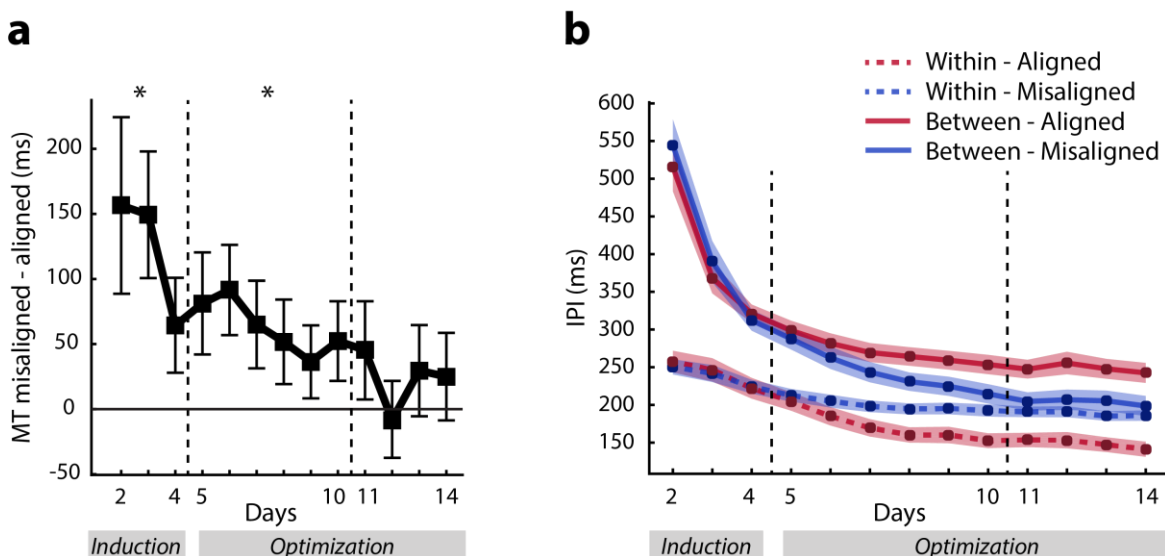 a
* *
MT misaligned - aligned (ms)
200
150
100
50
0
-50
2 4 5 10 11 14
Days
Induction Optimization
b
Within - Aligned
Within - Misaligned
Between - Aligned
Between - Misaligned
IPI (ms)
600
550
500
450
400
350
300
250
200
150
2 4 5 10 11 14
Days
Induction Optimization